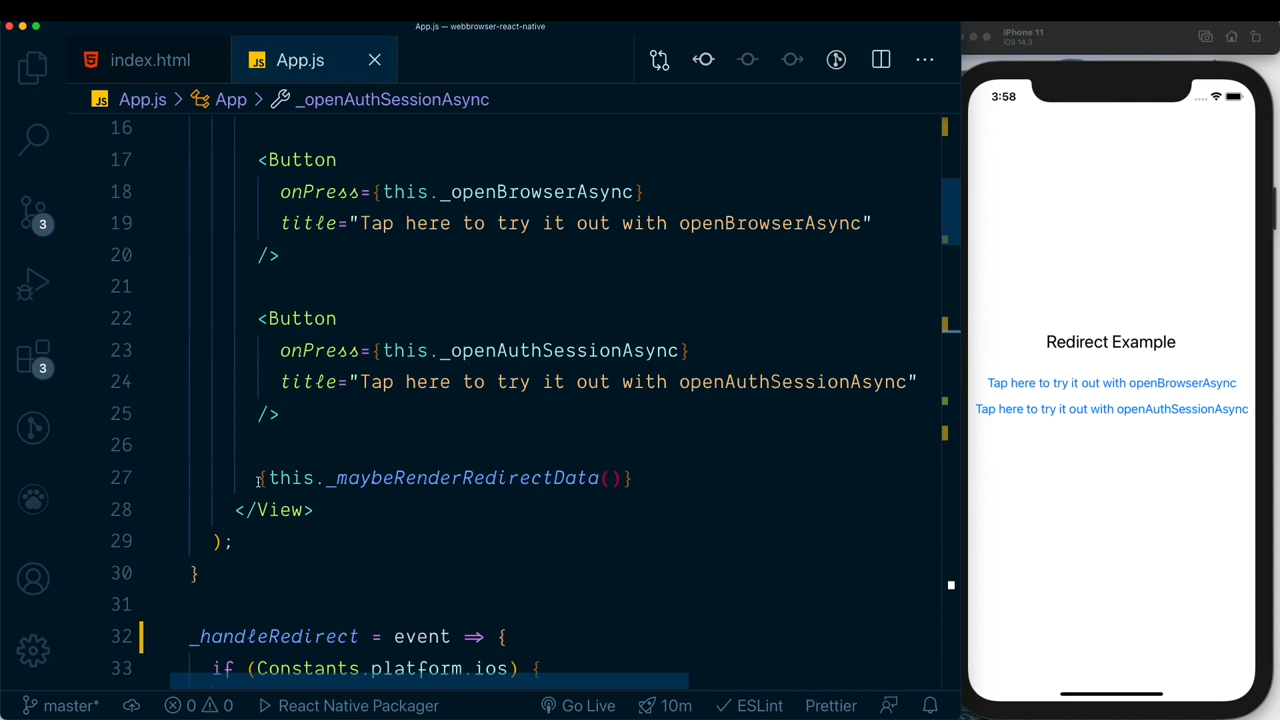 App.js — webbrowser-react-native
index.html
JS App.js
JS App.js > App > _openAuthSessionAsync
16
17 <Button
18 onPress={this._openBrowserAsync}
19 title="Tap here to try it out with openBrowserAsync"
20 />
21
22 <Button
23 onPress={this._openAuthSessionAsync}
24 title="Tap here to try it out with openAuthSessionAsync"
25 />
26
27 {this._maybeRenderRedirectData()}
28 </View>
29 );
30 }
31
32 _handleRedirect = event => {
33 if (Constants.platform.ios) {
3
3
master* 0 0 React Native Packager Go Live 10m ESLint Prettier
iPhone 11
iOS 14.3
3:58
Redirect Example
Tap here to try it out with openBrowserAsync
Tap here to try it out with openAuthSessionAsync